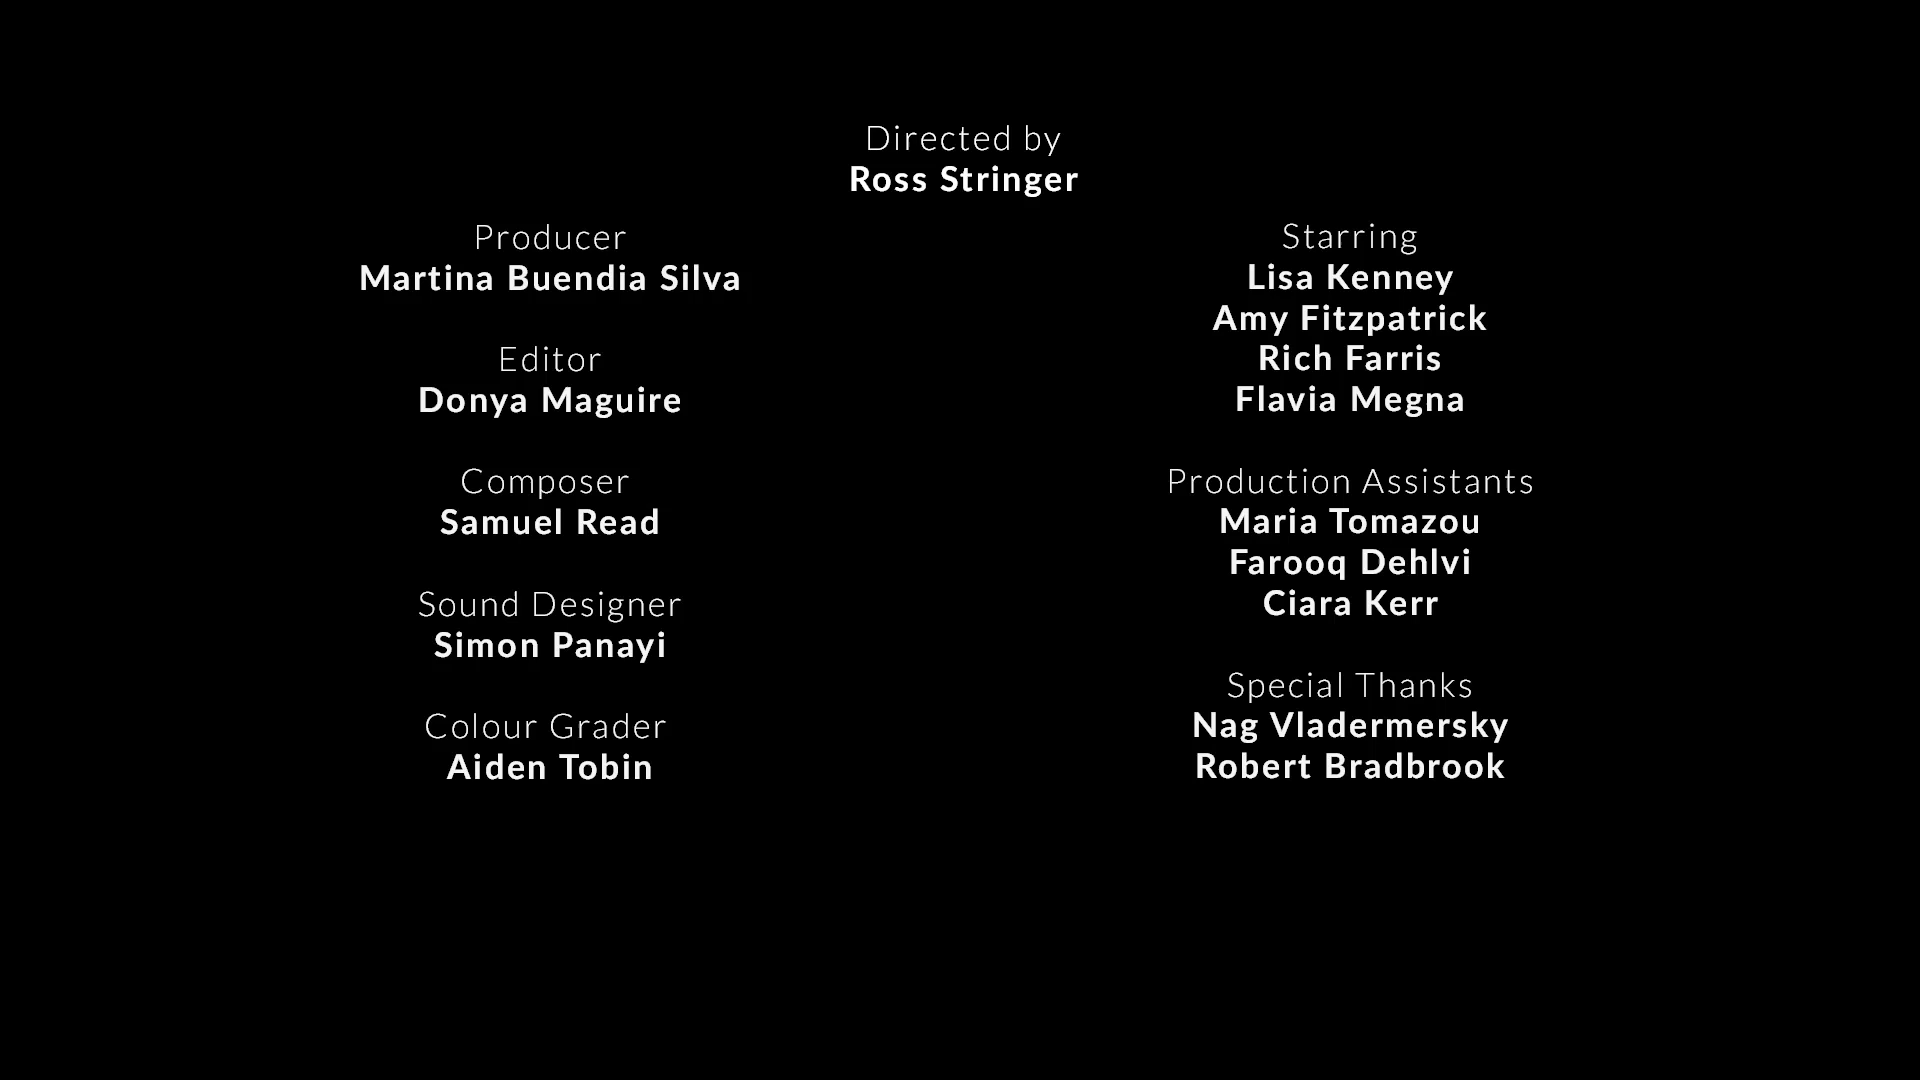 Directed by
Ross Stringer
Producer
Martina Buendia Silva
Editor
Donya Maguire
Composer
Samuel Read
Sound Designer
Simon Panayi
Colour Grader
Aiden Tobin
Starring
Lisa Kenney
Amy Fitzpatrick
Rich Farris
Flavia Megna
Production Assistants
Maria Tomazou
Farooq Dehlvi
Ciara Kerr
Special Thanks
Nag Vladermersky
Robert Bradbrook